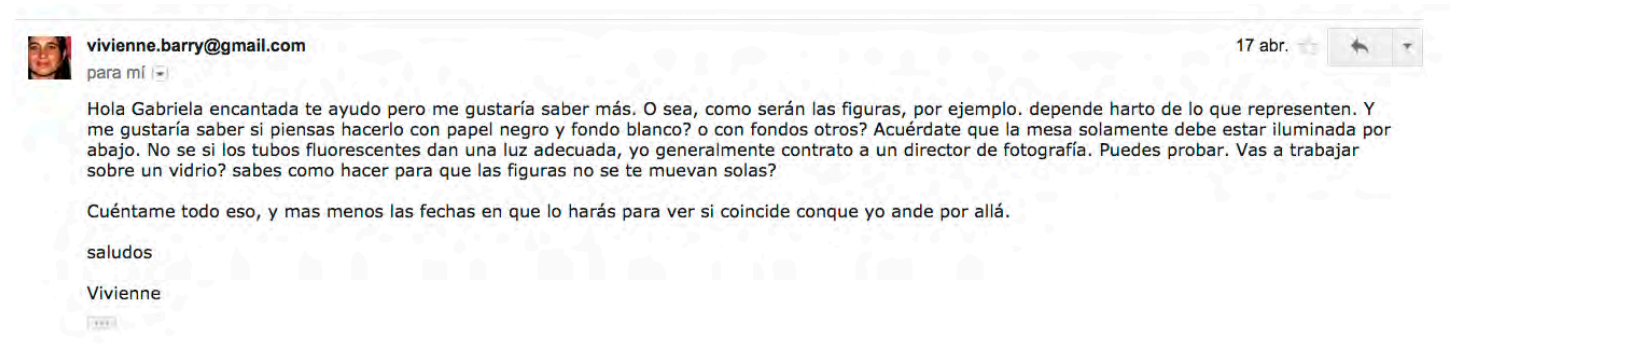 vivienne.barry@gmail.com
17 abr.
para mí
Hola Gabriela encantada te ayudo pero me gustaría saber más. O sea, como serán las figuras, por ejemplo. depende harto de lo que representen. Y
me gustaría saber si piensas hacerlo con papel negro y fondo blanco? o con fondos otros? Acuérdate que la mesa solamente debe estar iluminada por
abajo. No se si los tubos fluorescentes dan una luz adecuada, yo generalmente contrato a un director de fotografía. Puedes probar. Vas a trabajar
sobre un vidrio? sabes como hacer para que las figuras no se te muevan solas?
Cuéntame todo eso, y mas menos las fechas en que lo harás para ver si coincide conque yo ande por allá.
saludos
Vivienne